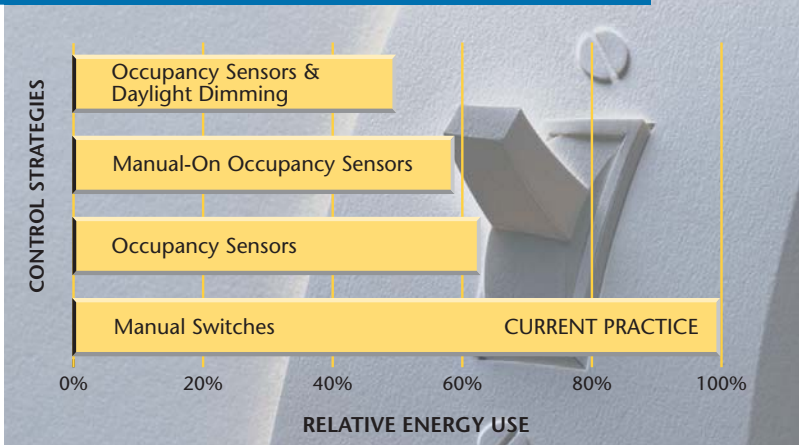 CONTROL STRATEGIES
Occupancy Sensors &
Daylight Dimming
Manual-On Occupancy Sensors
Occupancy Sensors
Manual Switches CURRENT PRACTICE
0% 20% 40% 60% 80% 100%
RELATIVE ENERGY USE